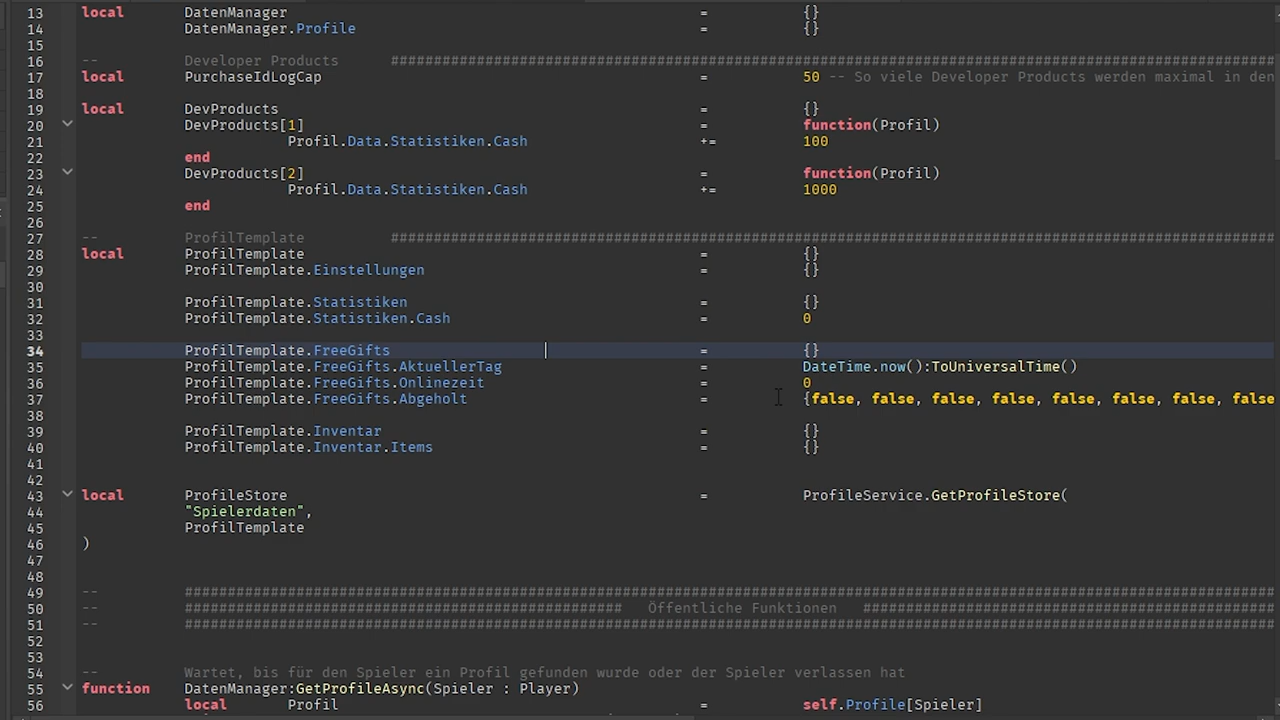 13 local DatenManager = {}
14 DatenManager.Profile = {}
15
16 -- Developer Products ########################################################################################################
17 local PurchaseIdLogCap = 50 -- So viele Developer Products werden maximal in den
18
19 local DevProducts = {}
20 DevProducts[1] = function(Profil)
21 Profil.Data.Statistiken.Cash += 100
22 end
23 DevProducts[2] = function(Profil)
24 Profil.Data.Statistiken.Cash += 1000
25 end
26
27 -- ProfilTemplate ########################################################################################################
28 local ProfilTemplate = {}
29 ProfilTemplate.Einstellungen = {}
30
31 ProfilTemplate.Statistiken = {}
32 ProfilTemplate.Statistiken.Cash = 0
33
34 ProfilTemplate.FreeGifts = {}
35 ProfilTemplate.FreeGifts.AktuellerTag = DateTime.now():ToUniversalTime()
36 ProfilTemplate.FreeGifts.Onlinezeit = 0
37 ProfilTemplate.FreeGifts.Abgeholt = {false, false, false, false, false, false, false, false
38
39 ProfilTemplate.Inventar = {}
40 ProfilTemplate.Inventar.Items = {}
41
42
43 local ProfileStore = ProfileService.GetProfileStore(
44 "Spielerdaten",
45 ProfilTemplate
46 )
47
48
49 -- ################################################################################################################################
50 -- ################################################### Öffentliche Funktionen ################################################
51 -- ################################################################################################################################
52
53
54 -- Wartet, bis für den Spieler ein Profil gefunden wurde oder der Spieler verlassen hat
55 function DatenManager:GetProfileAsync(Spieler : Player)
56 local Profil = self.Profile[Spieler]